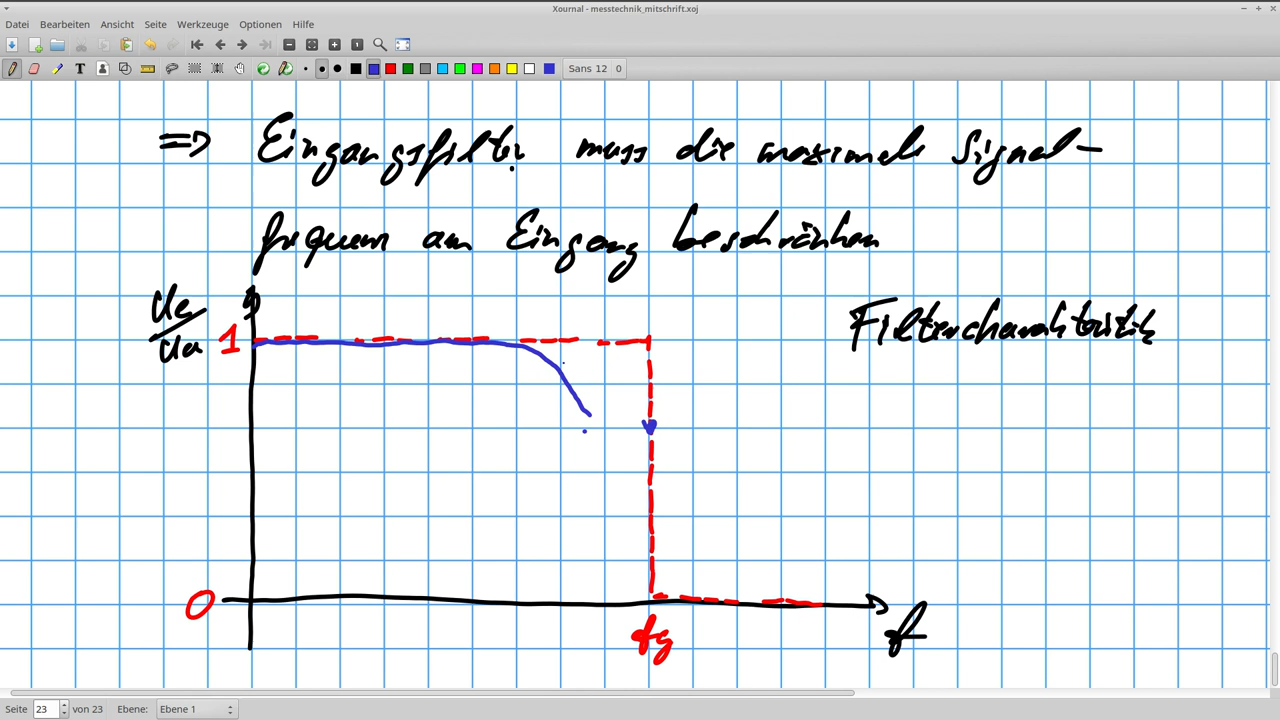 Xournal - messtechnik_mitschrift.xoj
Datei Bearbeiten Ansicht Seite Werkzeuge Optionen Hilfe
Sans 12 0
=> Eingangsfilter muss die maximale Signal-
frequenz am Eingang beschränken
Ue
Ua
1
Filtercharakteristik
0
fg
f
Seite 23 von 23 Ebene: Ebene 1